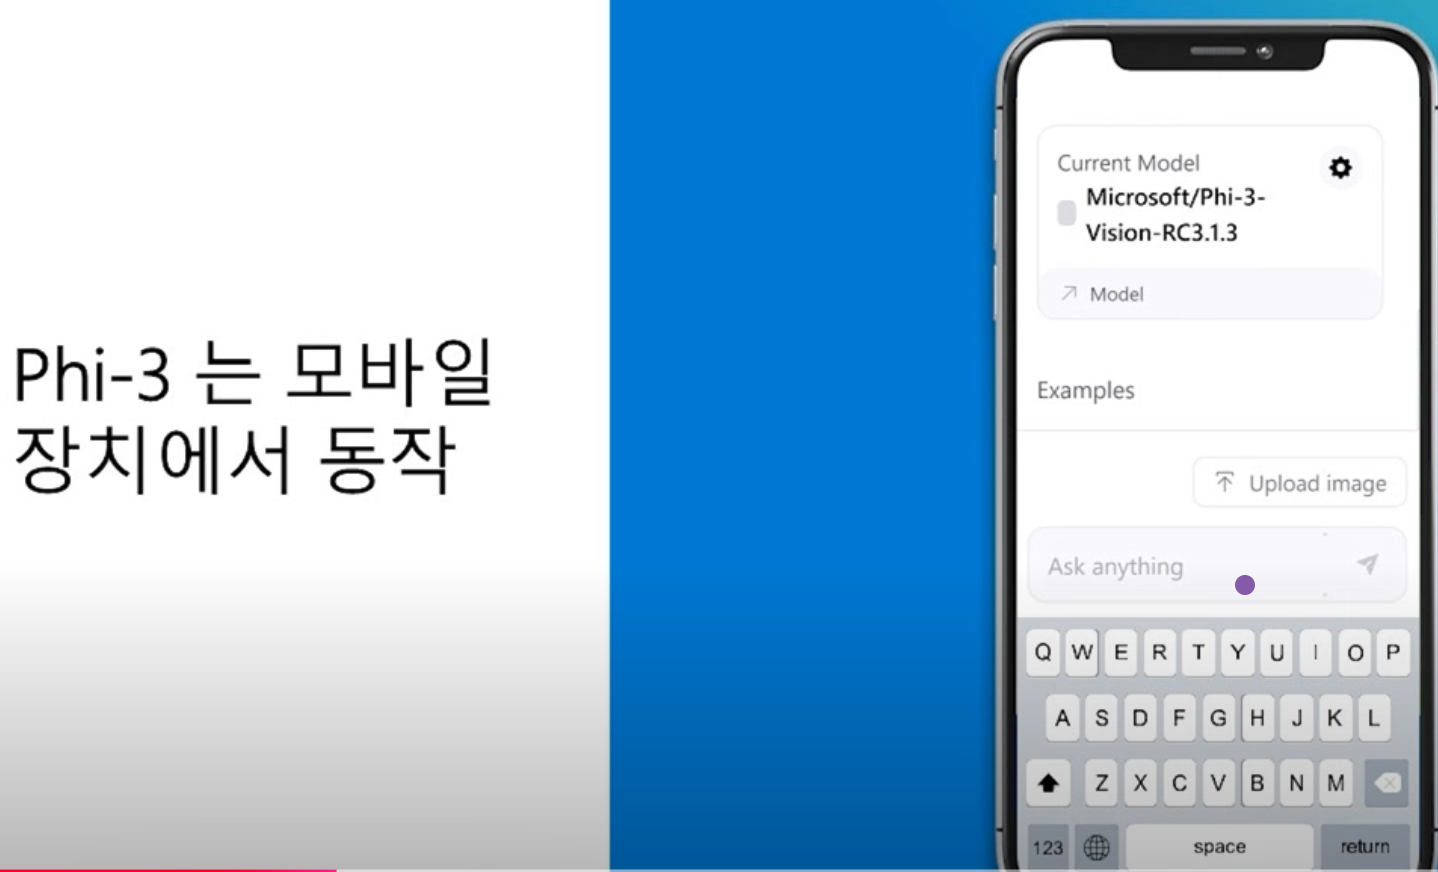 Phi-3 는 모바일
장치에서 동작
Current Model
Microsoft/Phi-3-
Vision-RC3.1.3
Model
Examples
Upload image
Ask anything
Q W E R T Y U I O P
A S D F G H J K L
Z X C V B N M
123 space return